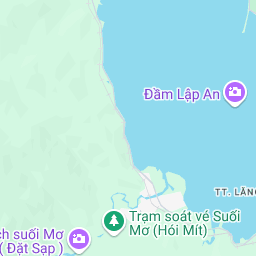 Đầm Lập An
TT. LĂNG
Trạm soát vé Suối
Mơ (Hói Mít)
ch suối Mơ
( Đặt Sạp )